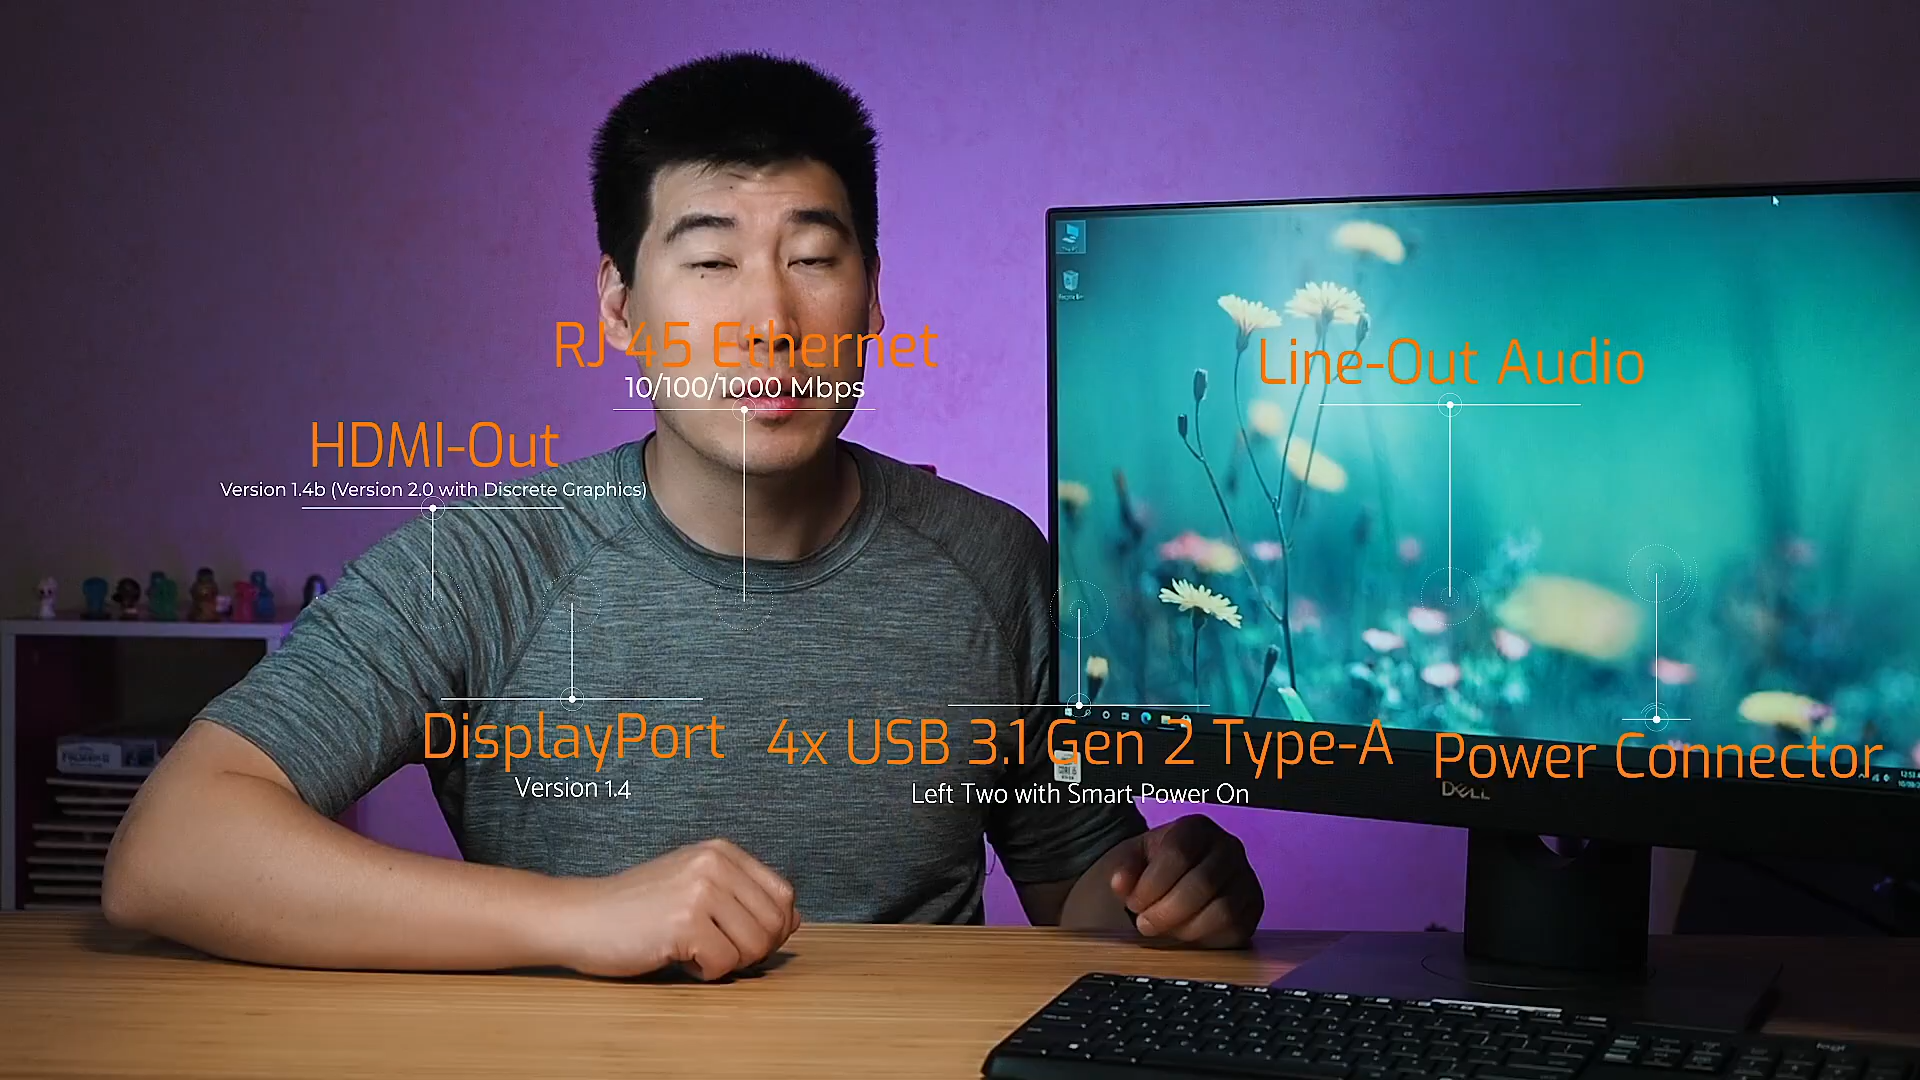 RJ 45 Ethernet
10/100/1000 Mbps
Line-Out Audio
HDMI-Out
Version 1.4b (Version 2.0 with Discrete Graphics)
DisplayPort
Version 1.4
4x USB 3.1 Gen 2 Type-A
Left Two with Smart Power On
Power Connector
DELL
logi